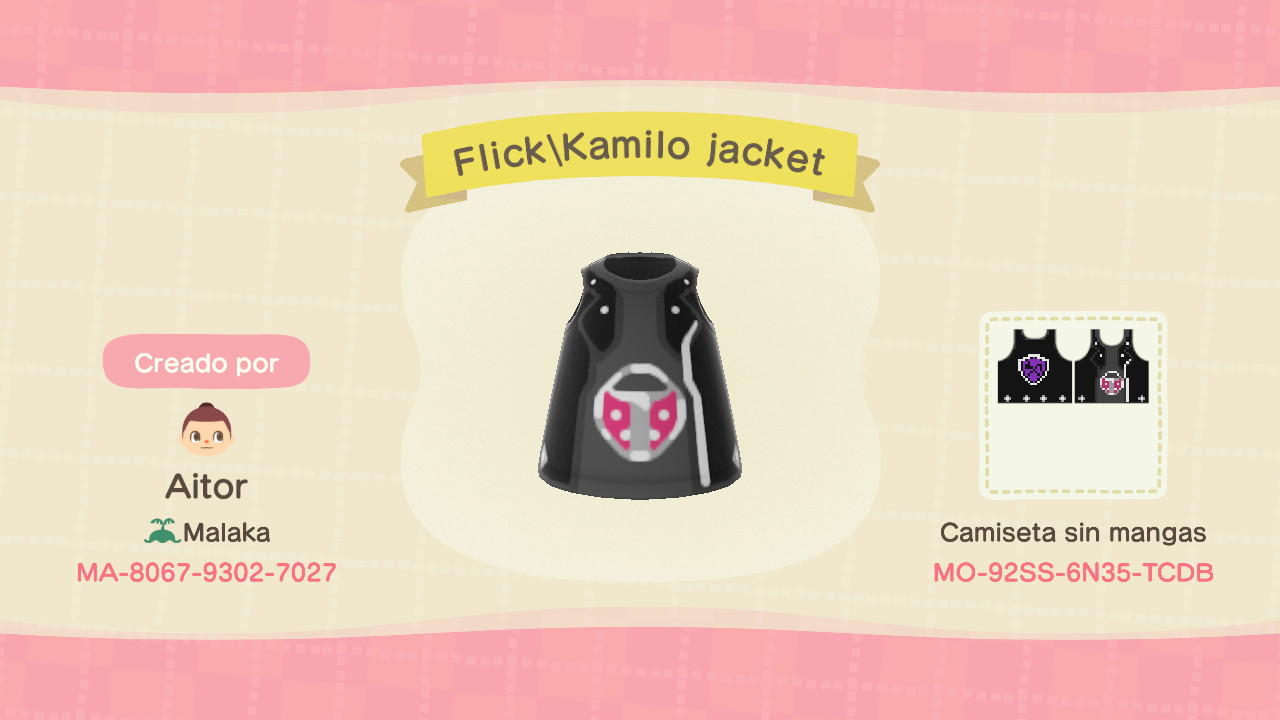 Flick\Kamilo jacket
Creado por
Aitor
Malaka
MA-8067-9302-7027
Camiseta sin mangas
MO-92SS-6N35-TCDB